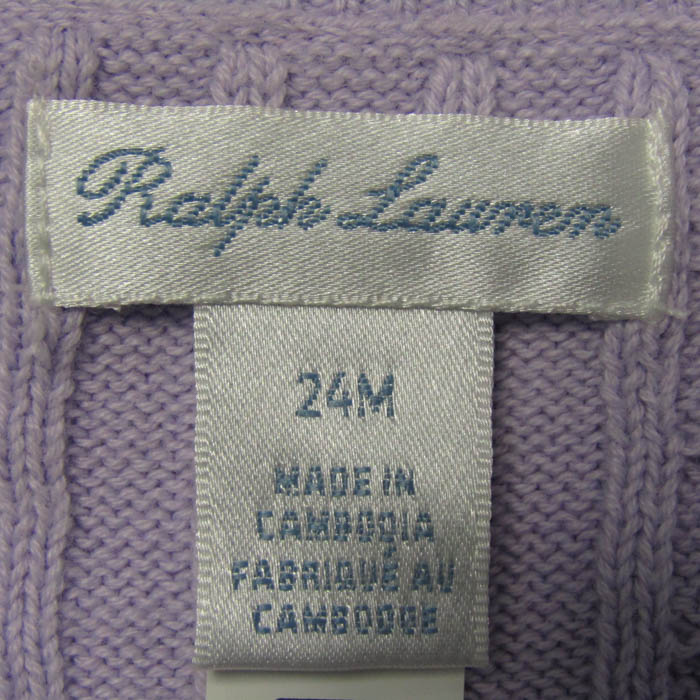 Ralph Lauren
24M
MADE IN
CAMBODIA
FABRIQUÉ AU
CAMBODGE